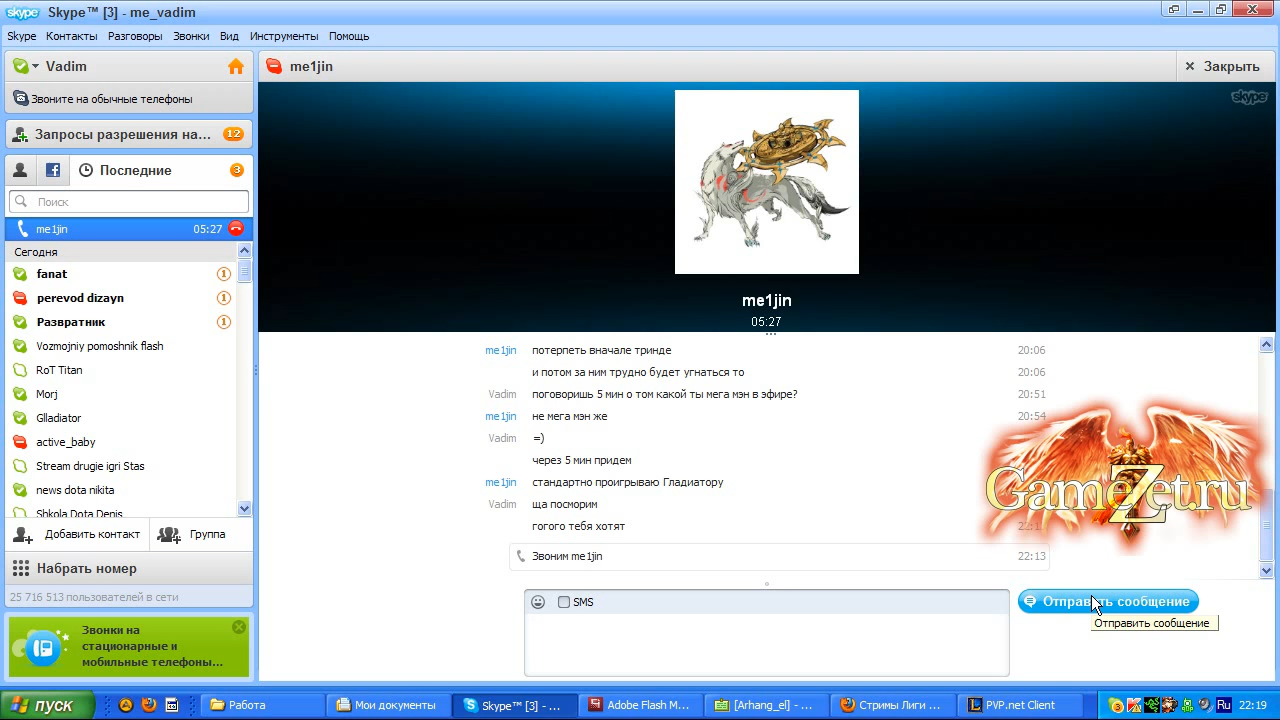 Skype™ [3] - me_vadim
Skype Контакты Разговоры Звонки Вид Инструменты Помощь
Vadim
Звоните на обычные телефоны
Запросы разрешения на... 12
Последние 3
Поиск
me1jin 05:27
Сегодня
fanat 1
perevod dizayn 1
Развратник 1
Vozmojniy pomoshnik flash
RoT Titan
Morj
Glladiator
active_baby
Stream drugie igri Stas
news dota nikita
Shkola Dota Denis
Добавить контакт Группа
Набрать номер
25 716 513 пользователей в сети
Звонки на
стационарные и
мобильные телефоны...
me1jin Закрыть
skype
me1jin
05:27
me1jin потерпеть вначале тринде 20:06
и потом за ним трудно будет угнаться то 20:06
Vadim поговоришь 5 мин о том какой ты мега мэн в эфире? 20:51
me1jin не мега мэн же 20:54
Vadim =)
через 5 мин придем
me1jin стандартно проигрываю Гладиатору
Vadim ща посморим
гогого тебя хотят
Звоним me1jin 22:13
GameZet.ru
SMS
Отправить сообщение
Отправить сообщение
пуск
Работа
Мои документы
Skype™ [3] - ...
Adobe Flash M...
[Arhang_el] - ...
Стримы Лиги ...
PVP.net Client
Ru 22:19